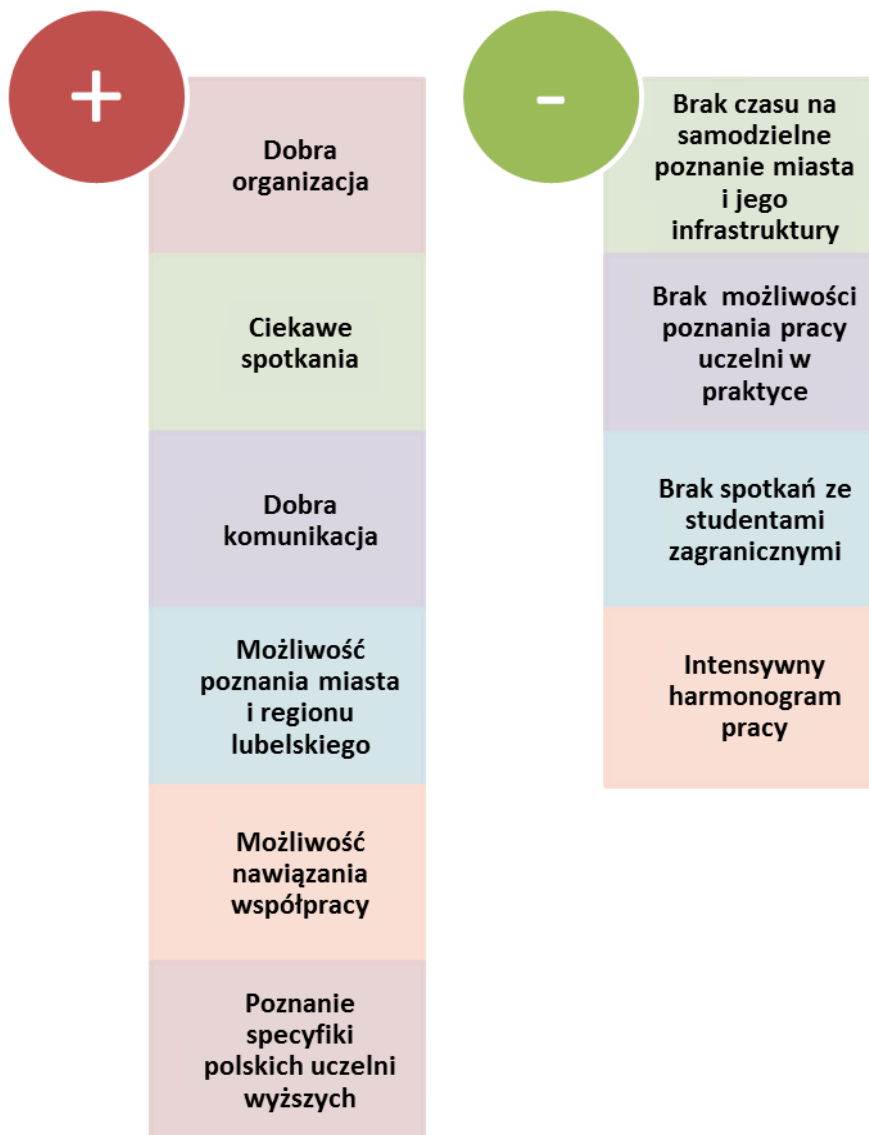 +
Dobra
organizacja
Ciekawe
spotkania
Dobra
komunikacja
Możliwość
poznania miasta
i regionu
lubelskiego
Możliwość
nawiązania
współpracy
Poznanie
specyfiki
polskich uczelni
wyższych
-
Brak czasu na
samodzielne
poznanie miasta
i jego
infrastruktury
Brak możliwości
poznania pracy
uczelni w
praktyce
Brak spotkań ze
studentami
zagranicznymi
Intensywny
harmonogram
pracy